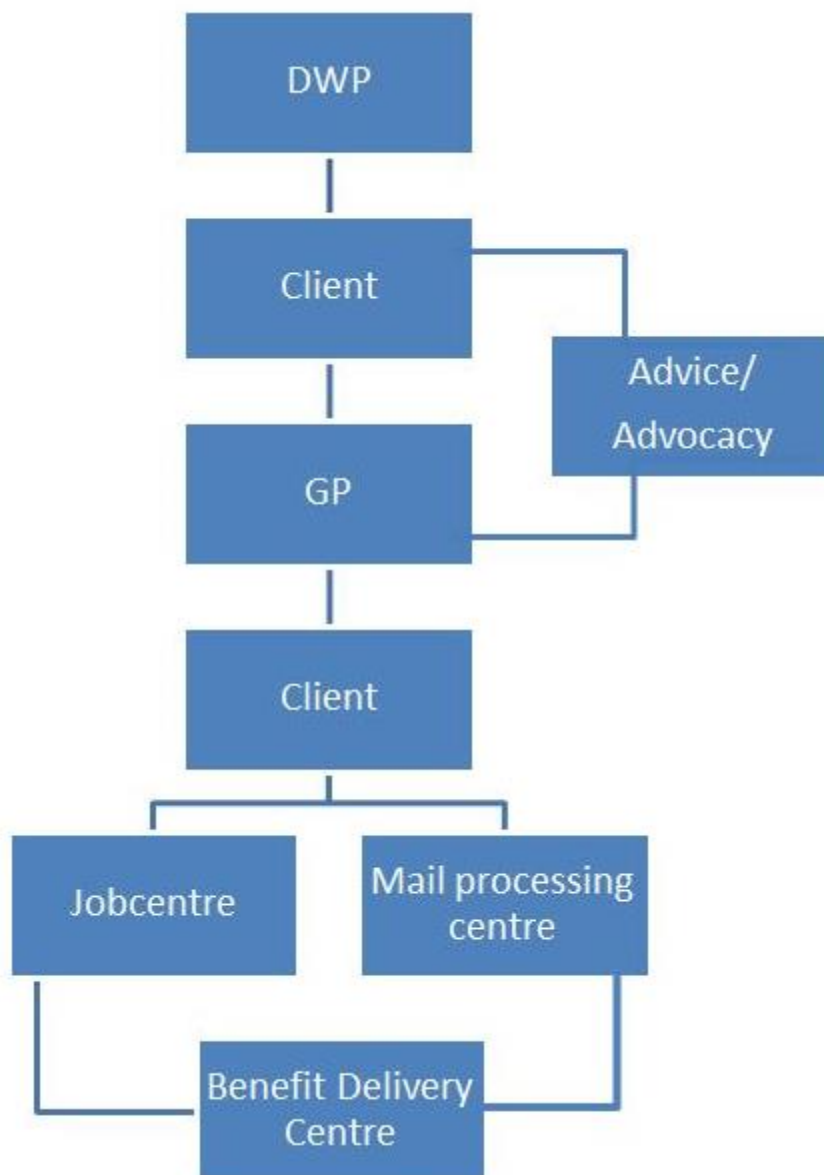 DWP
Client
Advice/
Advocacy
GP
Client
Jobcentre
Mail processing
centre
Benefit Delivery
Centre